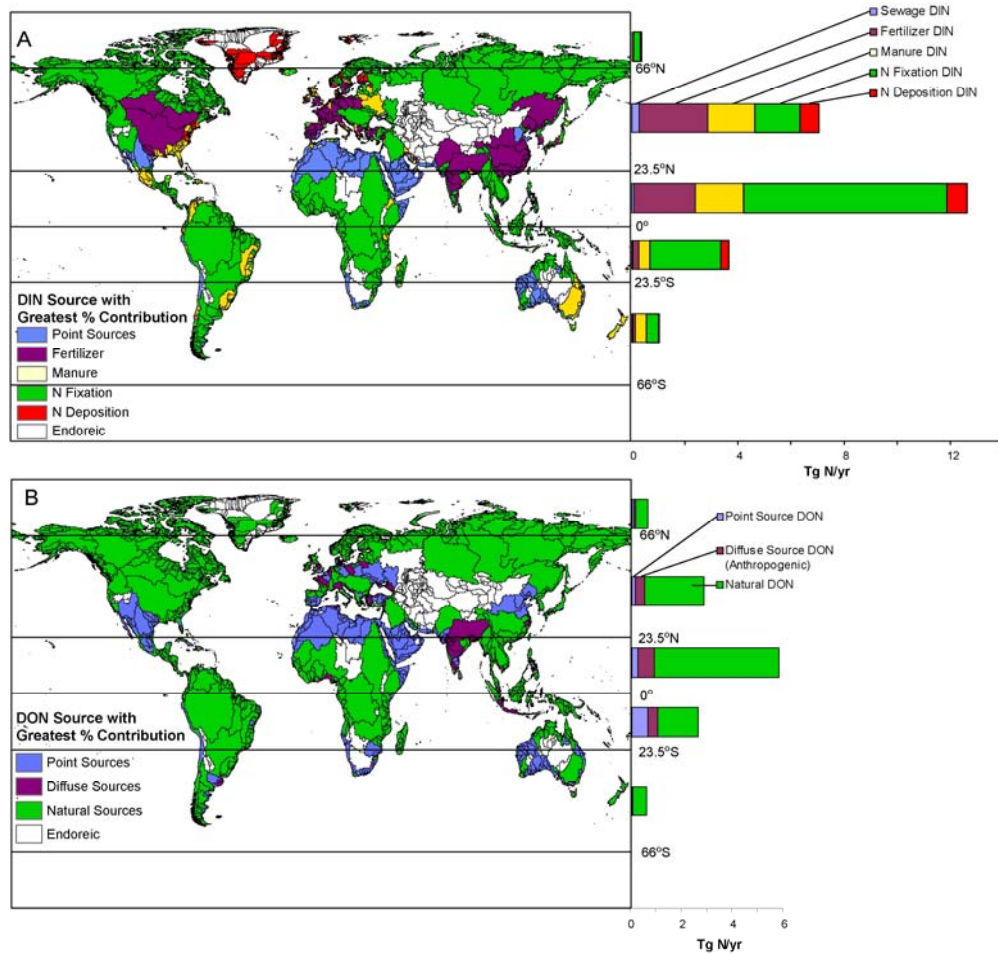 A
Sewage DIN
Fertilizer DIN
Manure DIN
N Fixation DIN
N Deposition DIN
66°N
23.5°N
0°
23.5°S
66°S
DIN Source with
Greatest % Contribution
Point Sources
Fertilizer
Manure
N Fixation
N Deposition
Endoreic
0 4 8 12
Tg N/yr
B
Point Source DON
Diffuse Source DON
(Anthropogenic)
Natural DON
66°N
23.5°N
0°
23.5°S
66°S
DON Source with
Greatest % Contribution
Point Sources
Diffuse Sources
Natural Sources
Endoreic
0 2 4 6
Tg N/yr